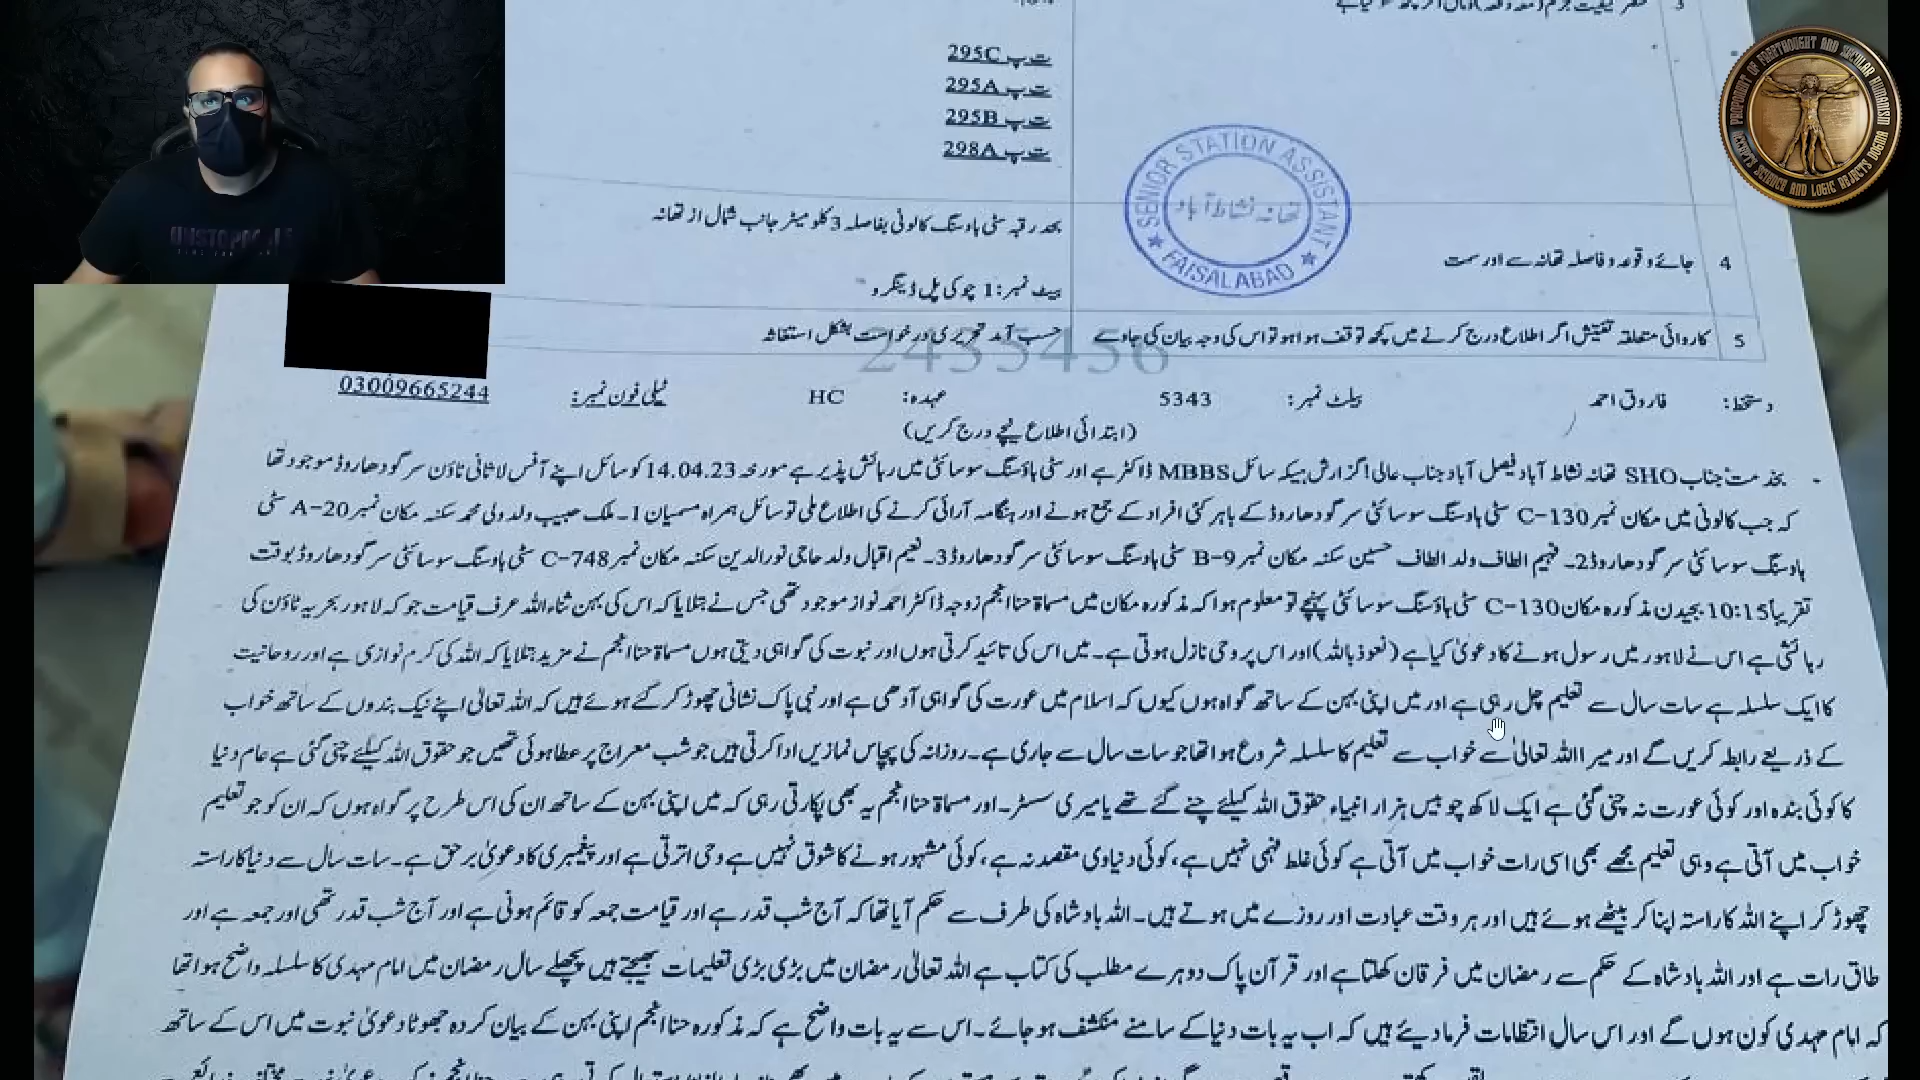 295C ت پ
295A ت پ
295B ت پ
298A ت پ
SENIOR STATION ASSISTANT
تھانہ نشاط آباد
FAISALABAD
PROPONENT OF FREETHOUGHT AND SECULAR HUMANISM
ACCEPTS SCIENCE AND LOGIC REJECTS DOGMA
4 جائے وقوعہ و فاصلہ تھانہ سے اور سمت
بحد رقبہ سٹی ہاوسنگ کالونی بفاصلہ 3 کلومیٹر جانب شمال از تھانہ
بیٹ نمبر: 1 چوکی پل ڈینگرو
5 کاروائی متعلقہ تفتیش اگر اطلاع درج کرنے میں کچھ توقف ہوا ہو تو اس کی وجہ بیان کی جاوے
حسب آمد تحریری درخواست بشکل استغاثہ
2435456
دستخط: فاروق احمد بیلٹ نمبر: 5343 عہدہ: HC ٹیلی فون نمبر: 03009665244
(ابتدائی اطلاع نیچے درج کریں)
بخدمت جناب SHO تھانہ نشاط آباد فیصل آباد جناب عالی! گزارش ہیکہ سائل MBBS ڈاکٹر ہے اور سٹی ہاؤسنگ سوسائٹی میں رہائش پذیر ہے مورخہ 14.04.23 کو سائل اپنے آفس لاثانی ٹاؤن سرگودھا روڈ موجود تھا
کہ جب کالونی میں مکان نمبر C-130 سٹی ہاوسنگ سوسائٹی سرگودھا روڈ کے باہر کئی افراد کے جمع ہونے اور ہنگامہ آرائی کرنے کی اطلاع ملی تو سائل ہمراہ مسمیان 1۔ ملک حبیب ولد ولی محمد سکنہ مکان نمبر A-20 سٹی
ہاوسنگ سوسائٹی سرگودھا روڈ 2۔ فہیم الطاف ولد الطاف حسین سکنہ مکان نمبر B-9 سٹی ہاوسنگ سوسائٹی سرگودھا روڈ 3۔ نعیم اقبال ولد حاجی نورالدین سکنہ مکان نمبر C-748 سٹی ہاوسنگ سوسائٹی سرگودھا روڈ بوقت
تقریباً 10:15 بجے دن مذکورہ مکان C-130 سٹی ہاؤسنگ سوسائٹی پہنچے تو معلوم ہوا کہ مذکورہ مکان میں مسماۃ حنا انجم زوجہ ڈاکٹر احمد نواز موجود تھی جس نے بتلایا کہ اس کی بہن ثناء اللہ عرف قیامت جو کہ لاہور بحریہ ٹاؤن کی
رہائشی ہے اس نے لاہور میں رسول ہونے کا دعویٰ کیا ہے (نعوذ باللہ) اور اس پر وحی نازل ہوتی ہے۔ میں اس کی تائید کرتی ہوں اور نبوت کی گواہی دیتی ہوں مسماۃ حنا انجم نے مزید بتلایا کہ اللہ کی کرم نوازی ہے اور روحانیت
کا ایک سلسلہ ہے سات سال سے تعلیم چل رہی ہے اور میں اپنی بہن کے ساتھ گواہ ہوں کیوں کہ اسلام میں عورت کی گواہی آدھی ہے اور نبی پاک نشانی چھوڑ کر گئے ہوئے ہیں کہ اللہ تعالیٰ اپنے نیک بندوں کے ساتھ خواب
کے ذریعے رابطہ کریں گے اور میرا اللہ تعالیٰ سے خواب سے تعلیم کا سلسلہ شروع ہوا تھا جو سات سال سے جاری ہے۔ روزانہ کی پچاس نمازیں ادا کرتی ہیں جو شب معراج پر عطا ہوئی تھیں جو حقوق اللہ کیلئے چنی گئی ہے عام دنیا
کا کوئی بندہ اور کوئی عورت نہ چنی گئی ہے ایک لاکھ چوبیس ہزار انبیاء حقوق اللہ کیلئے چنے گئے تھے یا میری سسٹر۔ اور مسماۃ حنا انجم یہ بھی پکارتی رہی کہ میں اپنی بہن کے ساتھ ان کی اس طرح پر گواہ ہوں کہ ان کو جو تعلیم
خواب میں آتی ہے وہی تعلیم مجھے بھی اسی رات خواب میں آتی ہے کوئی غلط فہمی نہیں ہے، کوئی دنیاوی مقصد نہ ہے، کوئی مشہور ہونے کا شوق نہیں ہے وحی اترتی ہے اور پیغمبری کا دعویٰ برحق ہے۔ سات سال سے دنیا کا راستہ
چھوڑ کر اپنے اللہ کا راستہ اپنا کر بیٹھے ہوئے ہیں اور ہر وقت عبادت اور روزے میں ہوتے ہیں۔ اللہ بادشاہ کی طرف سے حکم آیا تھا کہ آج شب قدر ہے اور قیامت جمعہ کو قائم ہونی ہے اور آج شب قدر تھی اور جمعہ ہے اور
طاق رات ہے اور اللہ بادشاہ کے حکم سے رمضان میں فرقان کھلتا ہے اور قرآن پاک دوہرے مطلب کی کتاب ہے اللہ تعالیٰ رمضان میں بڑی بڑی تعلیمات بھیجتے ہیں پچھلے سال رمضان میں امام مہدی کا سلسلہ واضح ہوا تھا
کہ امام مہدی کون ہوں گے اور اس سال انتظامات فرما دیئے ہیں کہ اب یہ بات دنیا کے سامنے منکشف ہو جائے۔ اس سے یہ بات واضح ہے کہ مذکورہ حنا انجم اپنی بہن کے بیان کردہ جھوٹا دعویٰ نبوت میں اس کے ساتھ